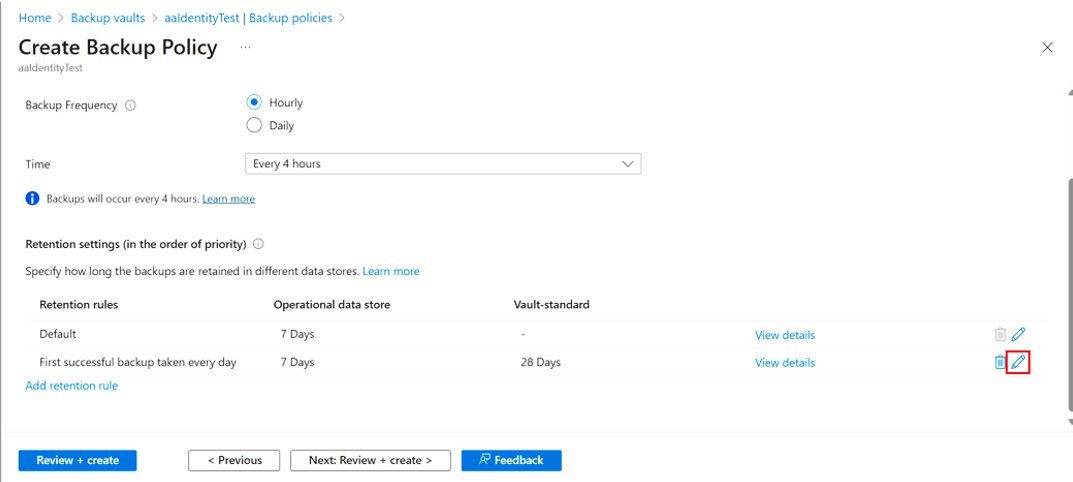 Home > Backup vaults > aaIdentityTest | Backup policies >
Create Backup Policy ...
aaIdentityTest
Backup Frequency
Hourly
Daily
Time
Every 4 hours
Backups will occur every 4 hours. Learn more
Retention settings (in the order of priority)
Specify how long the backups are retained in different data stores. Learn more
Retention rules Operational data store Vault-standard
Default 7 Days - View details
First successful backup taken every day 7 Days 28 Days View details
Add retention rule
Review + create < Previous Next: Review + create > Feedback